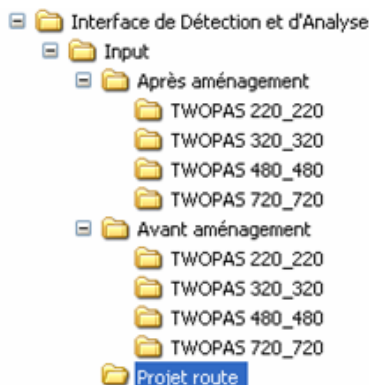 Interface de Détection et d'Analyse
Input
Après aménagement
TWOPAS 220_220
TWOPAS 320_320
TWOPAS 480_480
TWOPAS 720_720
Avant aménagement
TWOPAS 220_220
TWOPAS 320_320
TWOPAS 480_480
TWOPAS 720_720
Projet route